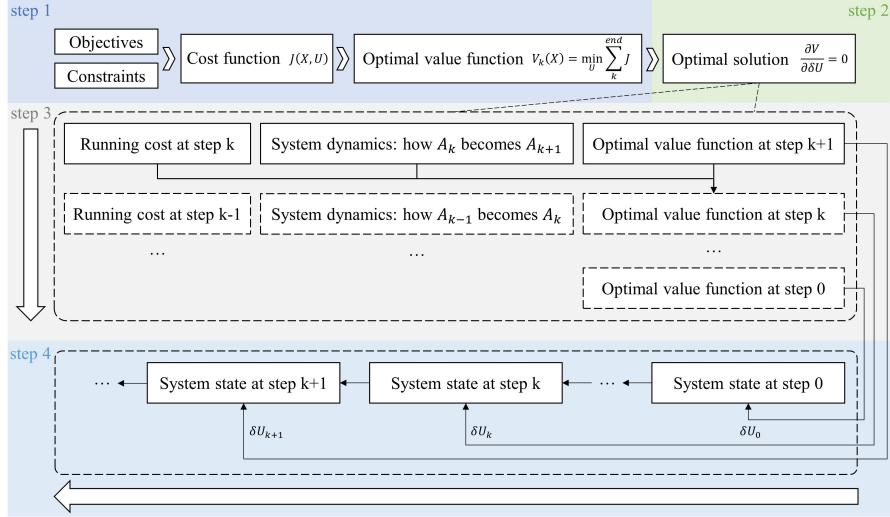 step 1
step 2
Objectives
Constraints
Cost function J(X, U)
Optimal value function V_k(X) = min_U ∑_k^end J
Optimal solution ∂V/∂δU = 0
step 3
Running cost at step k
System dynamics: how A_k becomes A_{k+1}
Optimal value function at step k+1
Running cost at step k-1
System dynamics: how A_{k−1} becomes A_k
Optimal value function at step k
...
...
...
Optimal value function at step 0
step 4
...
System state at step k+1
System state at step k
...
System state at step 0
δU_{k+1}
δU_k
δU_0